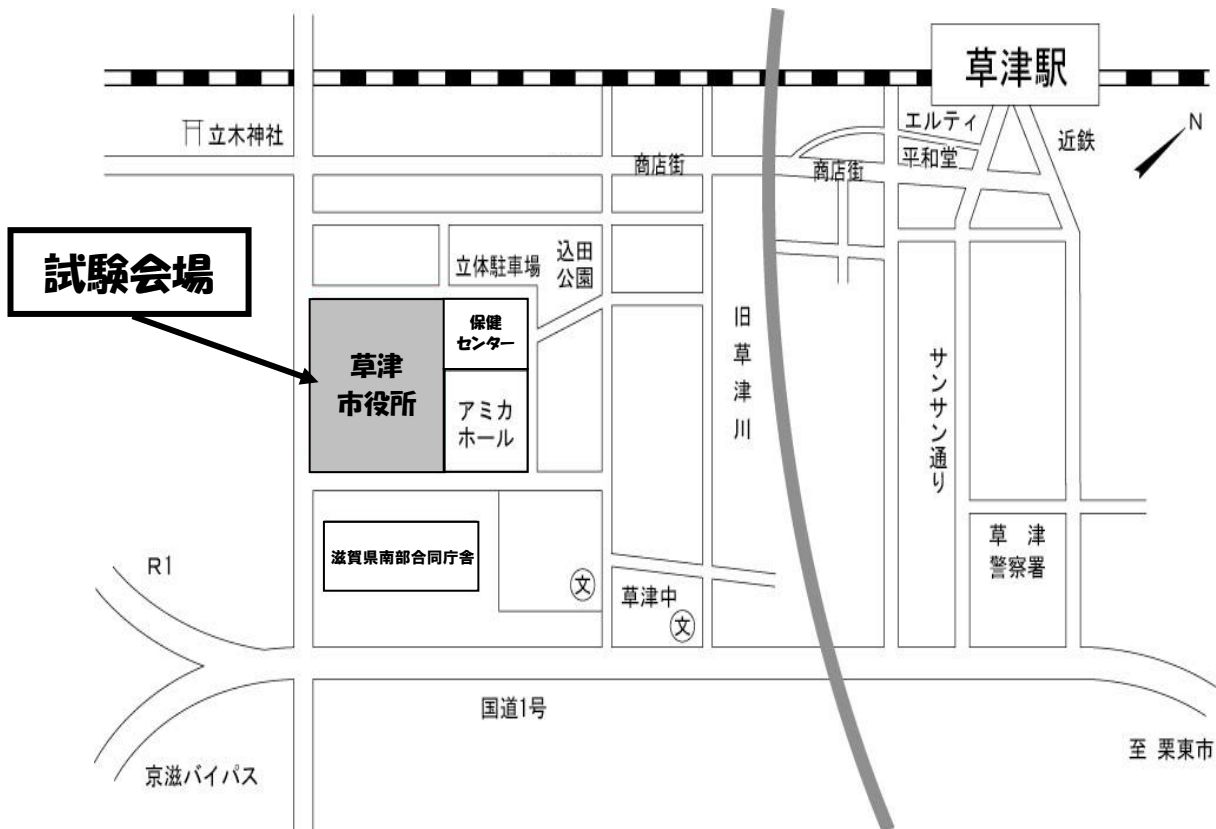 草津駅
エルティ
近鉄
N
立木神社
平和堂
商店街
商店街
試験会場
立体駐車場
込田
公園
保健
センター
草津
市役所
アミカ
ホール
旧草津川
サンサン通り
滋賀県南部合同庁舎
草津
警察署
R1
文
草津中
文
国道1号
至 栗東市
京滋バイパス